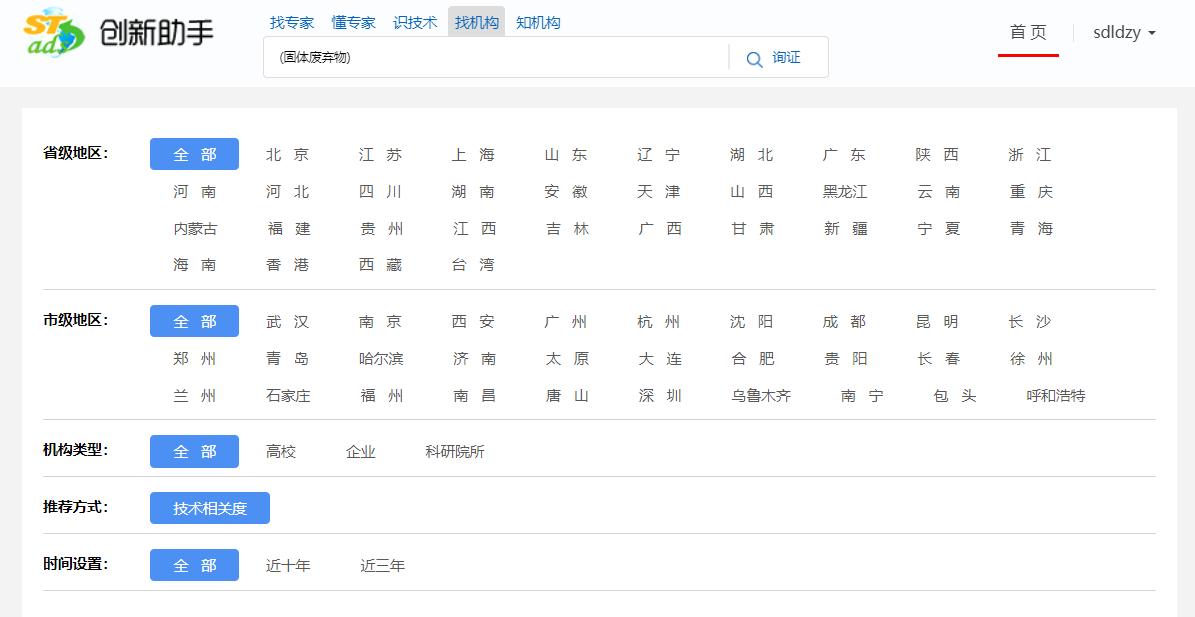 STads 创新助手
找专家 懂专家 识技术 找机构 知机构
(固体废弃物) 询证
首 页 sdldzy
省级地区: 全 部 北 京 江 苏 上 海 山 东 辽 宁 湖 北 广 东 陕 西 浙 江
河 南 河 北 四 川 湖 南 安 徽 天 津 山 西 黑龙江 云 南 重 庆
内蒙古 福 建 贵 州 江 西 吉 林 广 西 甘 肃 新 疆 宁 夏 青 海
海 南 香 港 西 藏 台 湾
市级地区: 全 部 武 汉 南 京 西 安 广 州 杭 州 沈 阳 成 都 昆 明 长 沙
郑 州 青 岛 哈尔滨 济 南 太 原 大 连 合 肥 贵 阳 长 春 徐 州
兰 州 石家庄 福 州 南 昌 唐 山 深 圳 乌鲁木齐 南 宁 包 头 呼和浩特
机构类型: 全 部 高校 企业 科研院所
推荐方式: 技术相关度
时间设置: 全 部 近十年 近三年